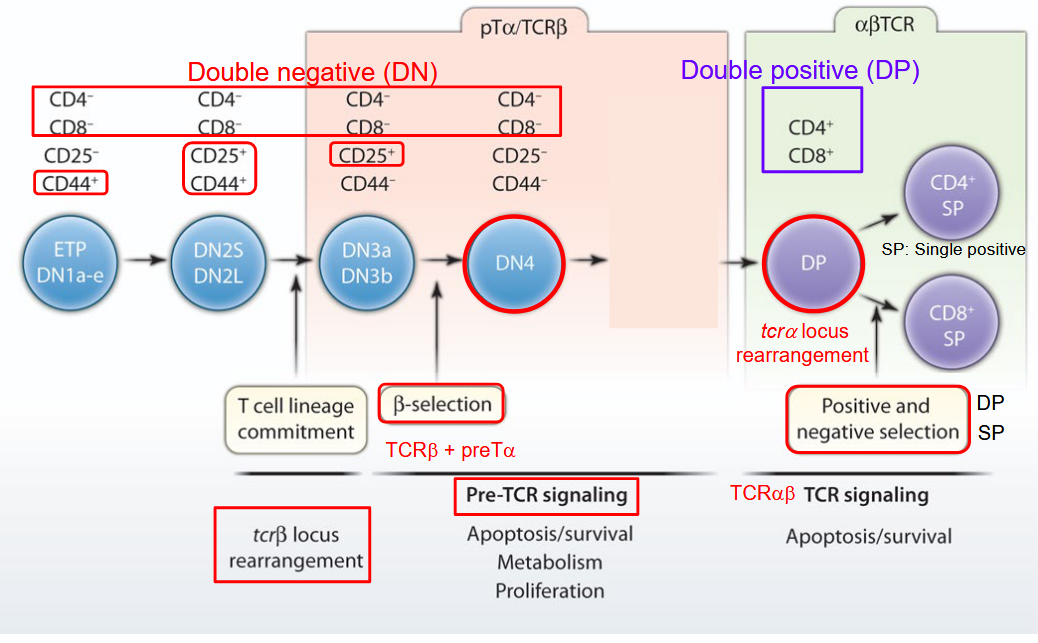 pTα/TCRβ
αβTCR
Double negative (DN)
Double positive (DP)
CD4⁻ CD4⁻ CD4⁻ CD4⁻
CD8⁻ CD8⁻ CD8⁻ CD8⁻
CD25⁻ CD25⁺ CD25⁺ CD25⁻
CD44⁺ CD44⁺ CD44⁻ CD44⁻
CD4⁺
CD8⁺
ETP
DN1a-e
DN2S
DN2L
DN3a
DN3b
DN4
DP
CD4⁺
SP
SP: Single positive
CD8⁺
SP
tcrα locus
rearrangement
T cell lineage
commitment
β-selection
TCRβ + preTα
Positive and
negative selection
DP
SP
tcrβ locus
rearrangement
Pre-TCR signaling
Apoptosis/survival
Metabolism
Proliferation
TCRαβ TCR signaling
Apoptosis/survival